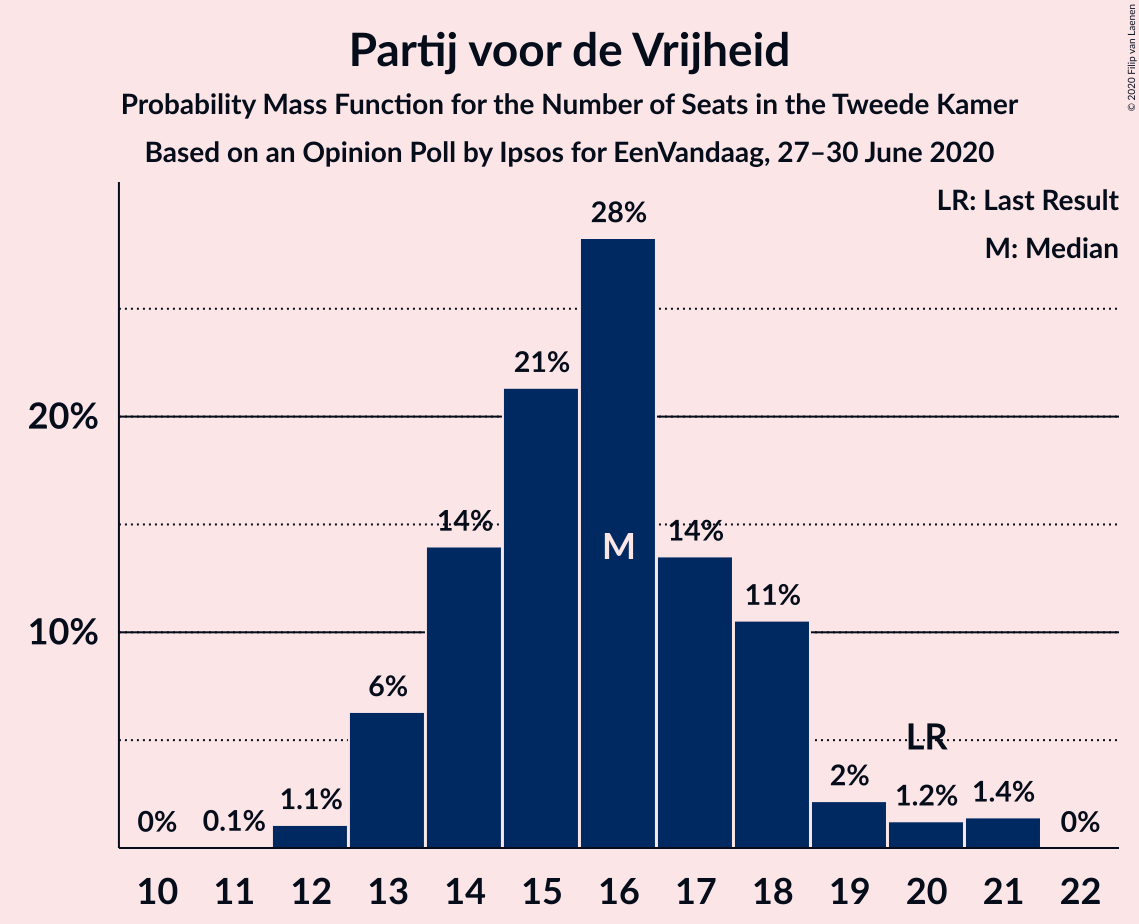 Partij voor de Vrijheid
Probability Mass Function for the Number of Seats in the Tweede Kamer
Based on an Opinion Poll by Ipsos for EenVandaag, 27–30 June 2020
© 2020 Filip van Laenen
LR: Last Result
M: Median
28%
21%
20%
14%
14%
M
11%
10%
6%
LR
2%
1.4%
1.2%
1.1%
0%
0.1%
0%
10 11 12 13 14 15 16 17 18 19 20 21 22